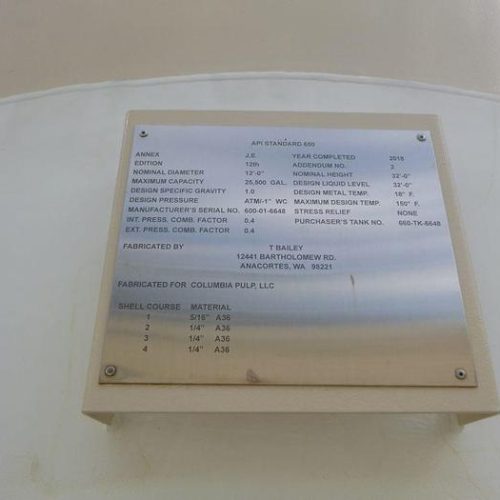 API STANDARD 650
ANNEX J.S. YEAR COMPLETED 2018
EDITION 12th ADDENDUM NO. 2
NOMINAL DIAMETER 12'-0" NOMINAL HEIGHT 32'-0"
MAXIMUM CAPACITY 25,500 GAL. DESIGN LIQUID LEVEL 32'-0"
DESIGN SPECIFIC GRAVITY 1.0 DESIGN METAL TEMP. 18° F.
DESIGN PRESSURE ATM/-1" WC MAXIMUM DESIGN TEMP. 150° F.
MANUFACTURER'S SERIAL NO. 600-01-6648 STRESS RELIEF NONE
INT. PRESS. COMB. FACTOR 0.4 PURCHASER'S TANK NO. 660-TK-6648
EXT. PRESS. COMB. FACTOR 0.4
FABRICATED BY T BAILEY
12441 BARTHOLOMEW RD.
ANACORTES, WA 98221
FABRICATED FOR COLUMBIA PULP, LLC
SHELL COURSE MATERIAL
1 5/16" A36
2 1/4" A36
3 1/4" A36
4 1/4" A36